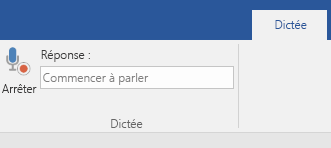 Dictée
Réponse :
Commencer à parler
Arrêter
Dictée